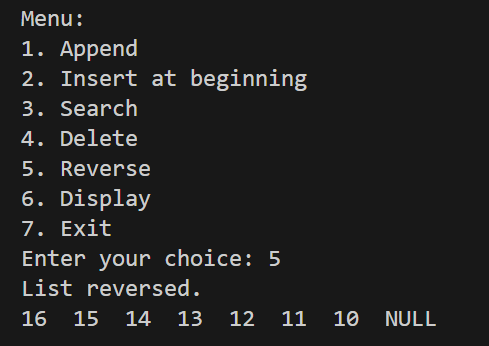 Menu:
1. Append
2. Insert at beginning
3. Search
4. Delete
5. Reverse
6. Display
7. Exit
Enter your choice: 5
List reversed.
16  15  14  13  12  11  10  NULL